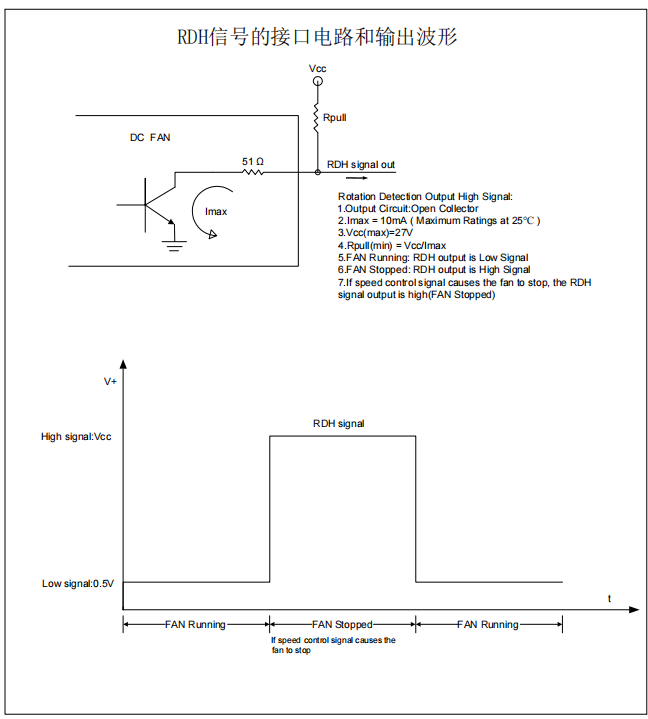 RDH信号的接口电路和输出波形
Vcc
Rpull
DC FAN
51 Ω
RDH signal out
Imax
Rotation Detection Output High Signal:
1.Output Circuit:Open Collector
2.Imax = 10mA ( Maximum Ratings at 25℃ )
3.Vcc(max)=27V
4.Rpull(min) = Vcc/Imax
5.FAN Running: RDH output is Low Signal
6.FAN Stopped: RDH output is High Signal
7.If speed control signal causes the fan to stop, the RDH
signal output is high(FAN Stopped)
V+
RDH signal
High signal:Vcc
Low signal:0.5V
t
FAN Running
FAN Stopped
FAN Running
If speed control signal causes the
fan to stop